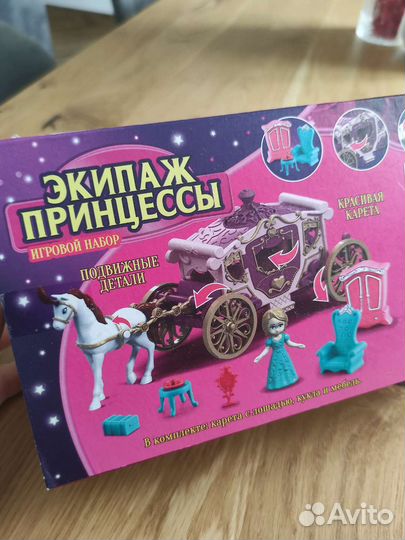 ЭКИПАЖ
ПРИНЦЕССЫ
ИГРОВОЙ НАБОР
ПОДВИЖНЫЕ
ДЕТАЛИ
КРАСИВАЯ
КАРЕТА
В комплекте: карета с лошадью, кукла и мебель.
Avito